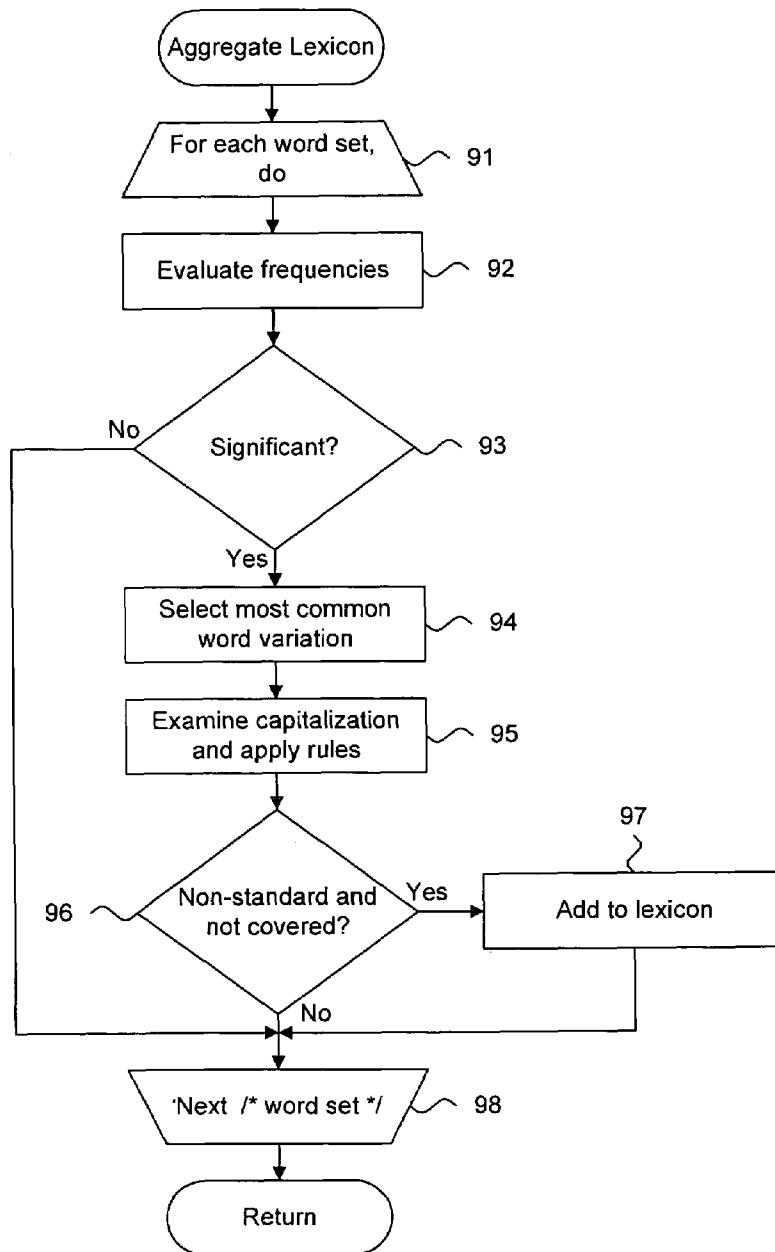 Aggregate Lexicon
For each word set,
do
91
Evaluate frequencies
92
No
Significant?
93
Yes
Select most common
word variation
94
Examine capitalization
and apply rules
95
97
96
Non-standard and
not covered?
Yes
Add to lexicon
No
Next /* word set */
98
Return